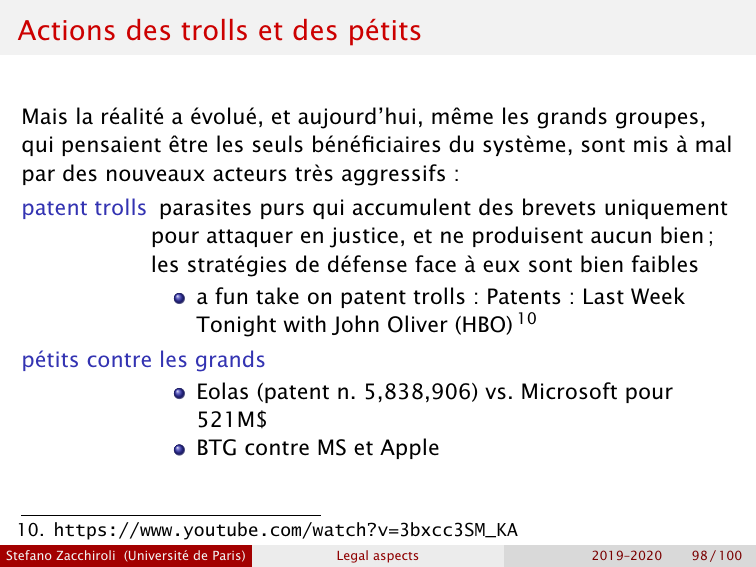 Actions des trolls et des pétits
Mais la réalité a évolué, et aujourd'hui, même les grands groupes,
qui pensaient être les seuls bénéficiaires du système, sont mis à mal
par des nouveaux acteurs très aggressifs :
patent trolls parasites purs qui accumulent des brevets uniquement
pour attaquer en justice, et ne produisent aucun bien ;
les stratégies de défense face à eux sont bien faibles
a fun take on patent trolls : Patents : Last Week
Tonight with John Oliver (HBO) 10
pétits contre les grands
Eolas (patent n. 5,838,906) vs. Microsoft pour
521M$
BTG contre MS et Apple
10. https://www.youtube.com/watch?v=3bxcc3SM_KA
Stefano Zacchiroli (Université de Paris) Legal aspects 2019–2020 98 / 100